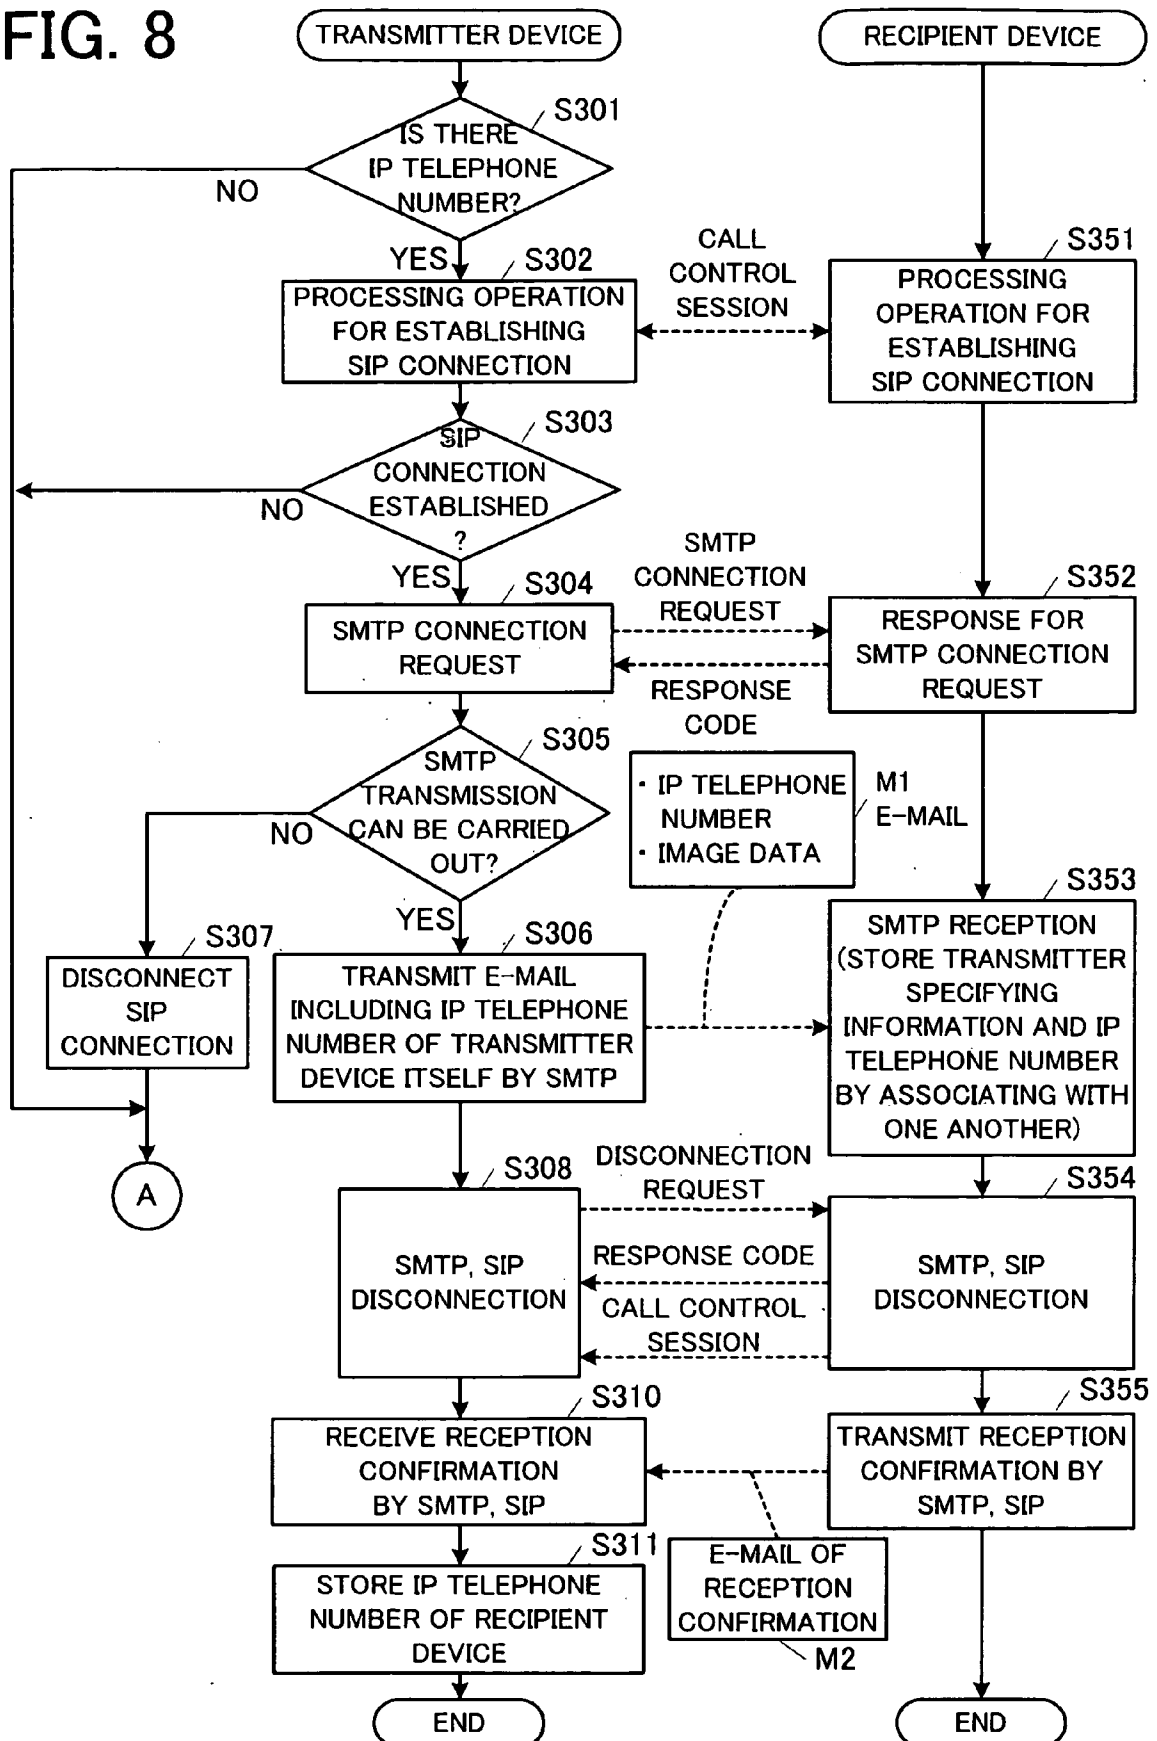 FIG. 8
TRANSMITTER DEVICE
RECIPIENT DEVICE
S301
IS THERE
IP TELEPHONE
NUMBER?
NO
YES
S302
PROCESSING OPERATION
FOR ESTABLISHING
SIP CONNECTION
CALL
CONTROL
SESSION
S351
PROCESSING
OPERATION FOR
ESTABLISHING
SIP CONNECTION
S303
SIP
CONNECTION
ESTABLISHED
?
NO
YES
S304
SMTP CONNECTION
REQUEST
SMTP
CONNECTION
REQUEST
RESPONSE
CODE
S352
RESPONSE FOR
SMTP CONNECTION
REQUEST
S305
SMTP
TRANSMISSION
CAN BE CARRIED
OUT?
NO
YES
· IP TELEPHONE
NUMBER
· IMAGE DATA
M1
E-MAIL
S307
DISCONNECT
SIP
CONNECTION
S306
TRANSMIT E-MAIL
INCLUDING IP TELEPHONE
NUMBER OF TRANSMITTER
DEVICE ITSELF BY SMTP
S353
SMTP RECEPTION
(STORE TRANSMITTER
SPECIFYING
INFORMATION AND IP
TELEPHONE NUMBER
BY ASSOCIATING WITH
ONE ANOTHER)
A
S308
SMTP, SIP
DISCONNECTION
DISCONNECTION
REQUEST
RESPONSE CODE
CALL CONTROL
SESSION
S354
SMTP, SIP
DISCONNECTION
S310
RECEIVE RECEPTION
CONFIRMATION
BY SMTP, SIP
S355
TRANSMIT RECEPTION
CONFIRMATION BY
SMTP, SIP
E-MAIL OF
RECEPTION
CONFIRMATION
M2
S311
STORE IP TELEPHONE
NUMBER OF RECIPIENT
DEVICE
END
END